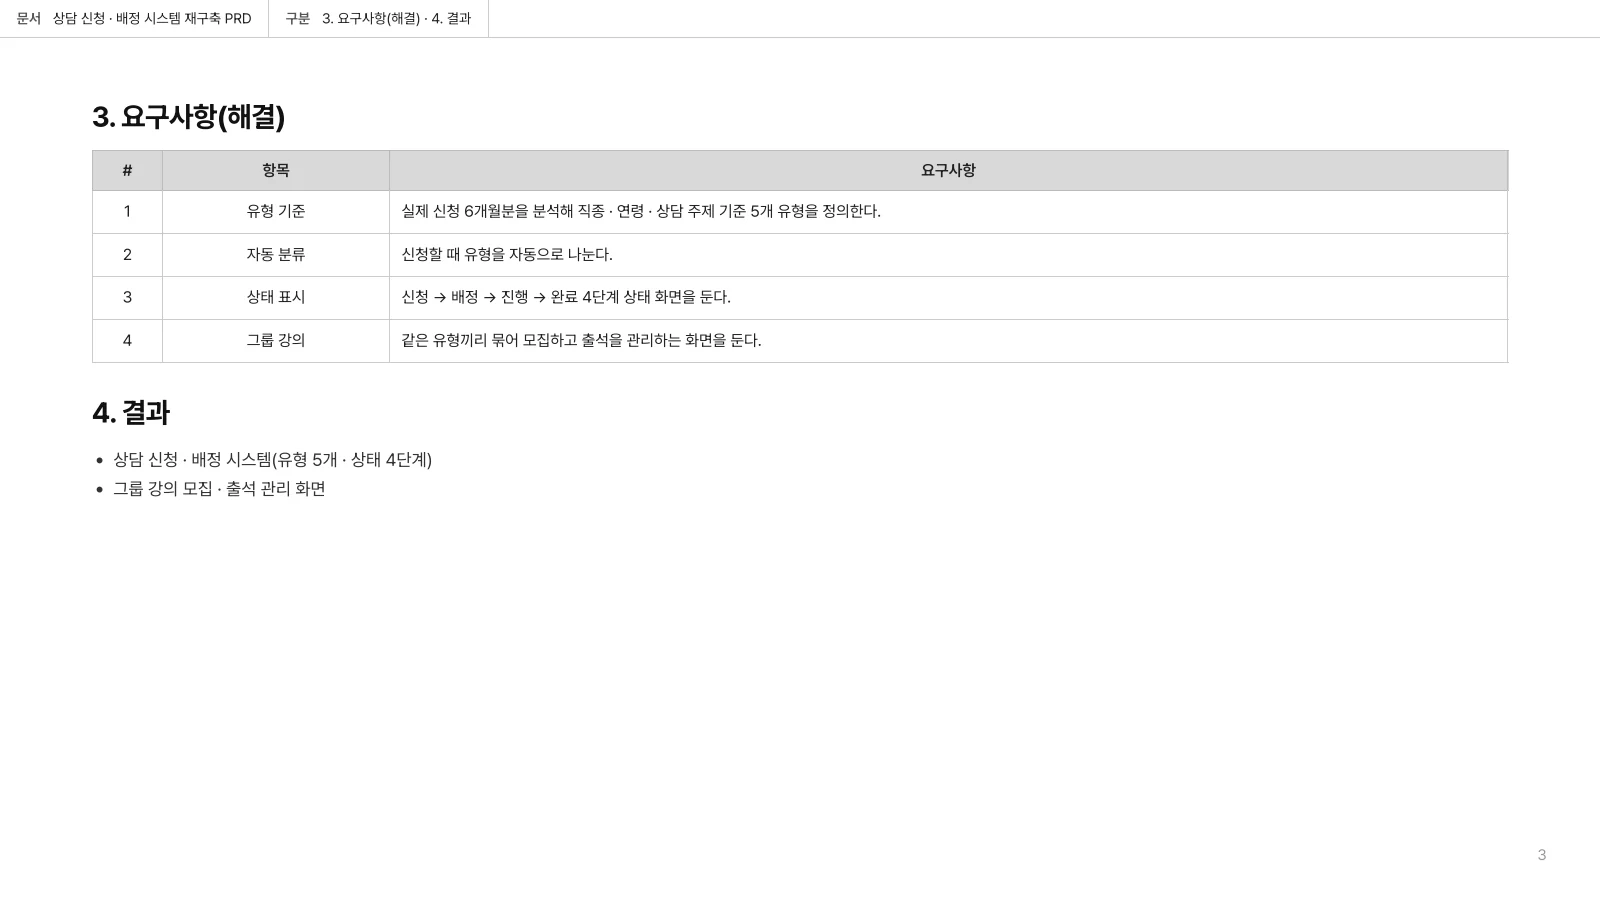 문서 상담 신청 · 배정 시스템 재구축 PRD 구분 3. 요구사항(해결) · 4. 결과
3. 요구사항(해결)
# 항목 요구사항
1 유형 기준 실제 신청 6개월분을 분석해 직종 · 연령 · 상담 주제 기준 5개 유형을 정의한다.
2 자동 분류 신청할 때 유형을 자동으로 나눈다.
3 상태 표시 신청 → 배정 → 진행 → 완료 4단계 상태 화면을 둔다.
4 그룹 강의 같은 유형끼리 묶어 모집하고 출석을 관리하는 화면을 둔다.
4. 결과
• 상담 신청 · 배정 시스템(유형 5개 · 상태 4단계)
• 그룹 강의 모집 · 출석 관리 화면
3